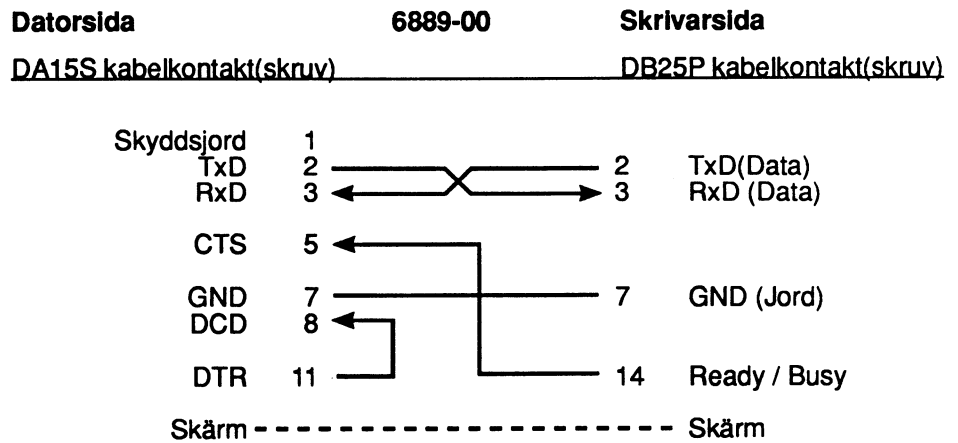 Datorsida 6889-00 Skrivarsida
DA15S kabelkontakt(skruv) DB25P kabelkontakt(skruv)
Skyddsjord 1
TxD 2 2 TxD(Data)
RxD 3 3 RxD (Data)
CTS 5
GND 7 7 GND (Jord)
DCD 8
DTR 11 14 Ready / Busy
Skärm Skärm